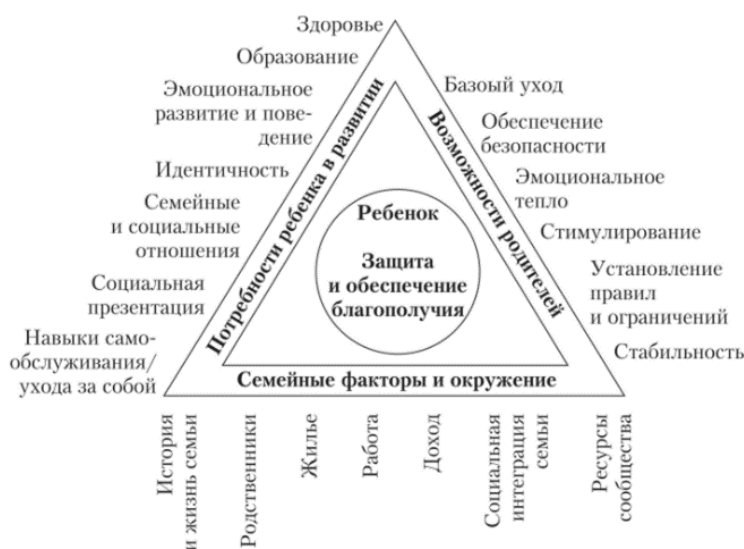 Здоровье
Образование
Эмоциональное
развитие и пове-
дение
Идентичность
Семейные
и социальные
отношения
Социальная
презентация
Навыки само-
обслуживания/
ухода за собой
Потребности ребенка в развитии
Ребенок
Защита
и обеспечение
благополучия
Возможности родителей
Базоый уход
Обеспечение
безопасности
Эмоциональное
тепло
Стимулирование
Установление
правил
и ограничений
Стабильность
Семейные факторы и окружение
История
и жизнь семьи
Родственники
Жилье
Работа
Доход
Социальная
интеграция
семьи
Ресурсы
сообщества